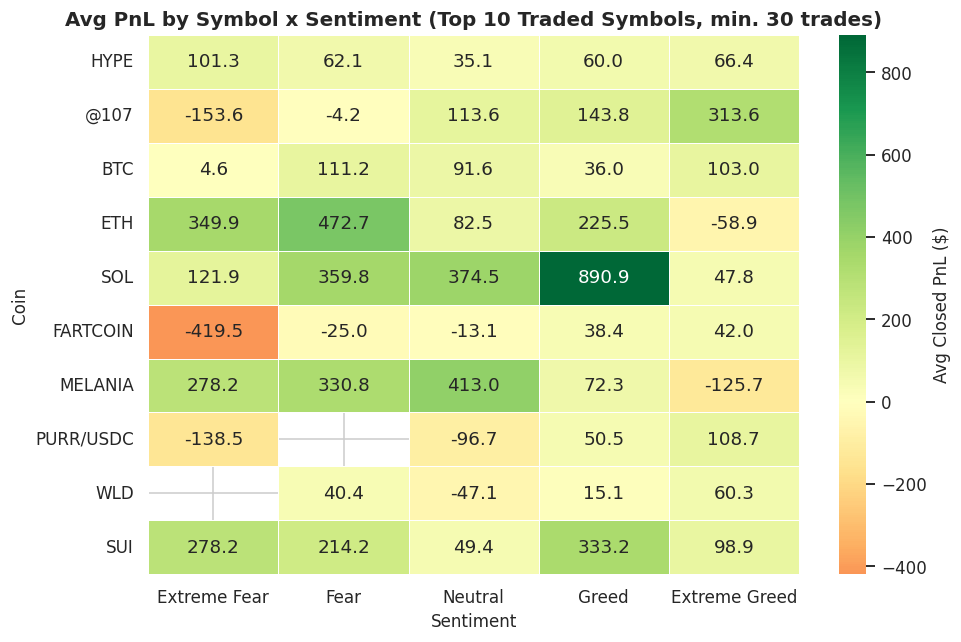 Avg PnL by Symbol x Sentiment (Top 10 Traded Symbols, min. 30 trades)
HYPE 101.3 62.1 35.1 60.0 66.4
@107 -153.6 -4.2 113.6 143.8 313.6
BTC 4.6 111.2 91.6 36.0 103.0
ETH 349.9 472.7 82.5 225.5 -58.9
SOL 121.9 359.8 374.5 890.9 47.8
FARTCOIN -419.5 -25.0 -13.1 38.4 42.0
MELANIA 278.2 330.8 413.0 72.3 -125.7
PURR/USDC -138.5 -96.7 50.5 108.7
WLD 40.4 -47.1 15.1 60.3
SUI 278.2 214.2 49.4 333.2 98.9
Extreme Fear Fear Neutral Greed Extreme Greed
Sentiment
Coin
800
600
400
200
0
−200
−400
Avg Closed PnL ($)